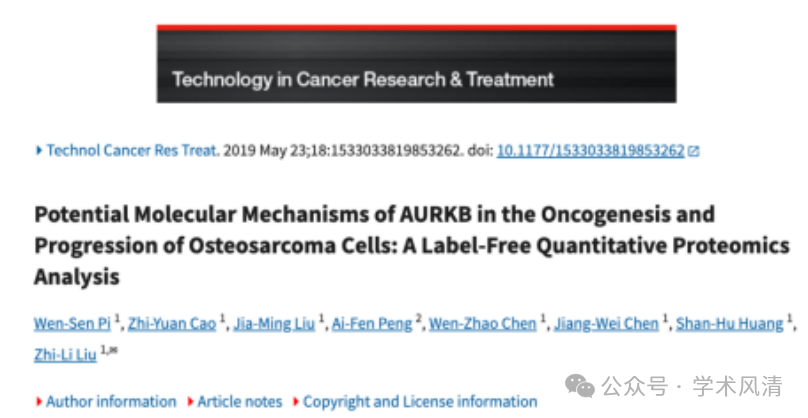 Technology in Cancer Research & Treatment
Technol Cancer Res Treat. 2019 May 23;18:1533033819853262. doi: 10.1177/1533033819853262
Potential Molecular Mechanisms of AURKB in the Oncogenesis and
Progression of Osteosarcoma Cells: A Label-Free Quantitative Proteomics
Analysis
Wen-Sen Pi 1, Zhi-Yuan Cao 1, Jia-Ming Liu 1, Ai-Fen Peng 2, Wen-Zhao Chen 1, Jiang-Wei Chen 1, Shan-Hu Huang 1,
Zhi-Li Liu 1,✉
Author information Article notes Copyright and License information
公众号 · 学术风清